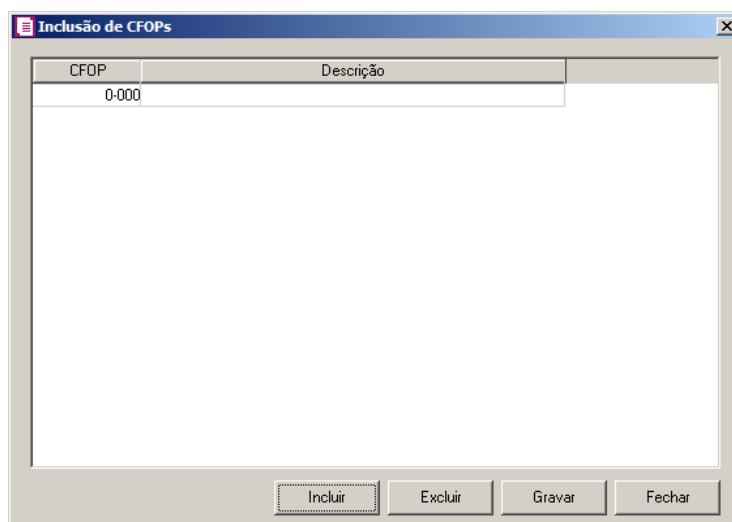 Inclusão de CFOPs
CFOP Descrição
0-000
Incluir Excluir Gravar Fechar